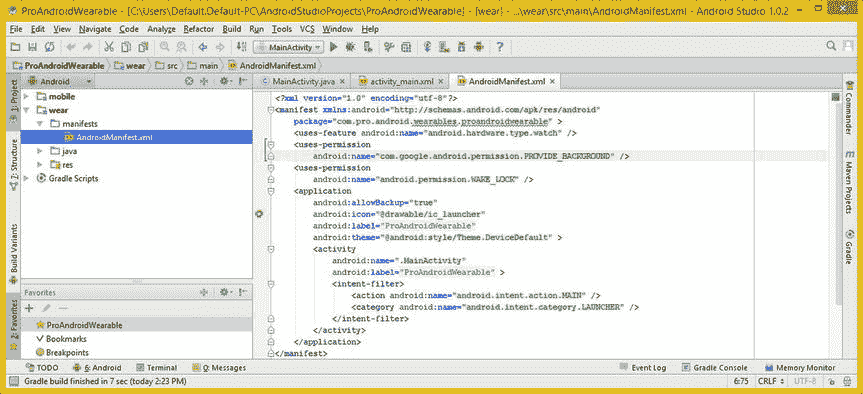 ProAndroidWearable - [C:\Users\Default.Default-PC\AndroidStudioProjects\ProAndroidWearable] - [wear] - ...\wear\src\main\AndroidManifest.xml - Android Studio 1.0.2
File Edit View Navigate Code Analyze Refactor Build Run Tools VCS Window Help
MainActivity
ProAndroidWearable wear src main AndroidManifest.xml
Android
MainActivity.java activity_main.xml AndroidManifest.xml
1: Project
7: Structure
Build Variants
2: Favorites
mobile
wear
manifests
AndroidManifest.xml
java
res
Gradle Scripts
Favorites
ProAndroidWearable
Bookmarks
Breakpoints
<?xml version="1.0" encoding="utf-8"?>
<manifest xmlns:android="http://schemas.android.com/apk/res/android"
package="com.pro.android.wearables.proandroidwearable" >
<uses-feature android:name="android.hardware.type.watch" />
<uses-permission
android:name="com.google.android.permission.PROVIDE_BACKGROUND" />
<uses-permission
android:name="android.permission.WAKE_LOCK" />
<application
android:allowBackup="true"
android:icon="@drawable/ic_launcher"
android:label="ProAndroidWearable"
android:theme="@android:style/Theme.DeviceDefault" >
<activity
android:name=".MainActivity"
android:label="ProAndroidWearable" >
<intent-filter>
<action android:name="android.intent.action.MAIN" />
<category android:name="android.intent.category.LAUNCHER" />
</intent-filter>
</activity>
</application>
</manifest>
Commander
Maven Projects
Gradle
TODO 6: Android Terminal 0: Messages Event Log Gradle Console Memory Monitor
Gradle build finished in 7 sec (today 2:23 PM) 6:75 CRLF UTF-8